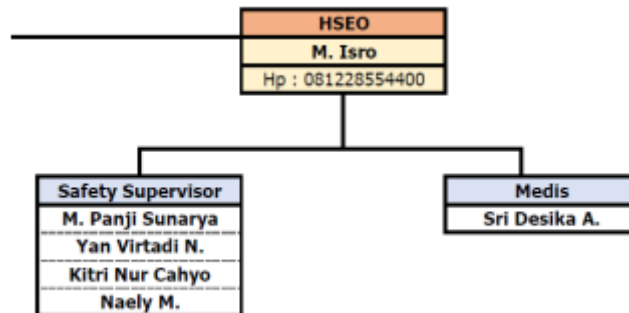 HSEO
M. Isro
Hp : 081228554400
Safety Supervisor
M. Panji Sunarya
Yan Virtadi N.
Kitri Nur Cahyo
Naely M.
Medis
Sri Desika A.